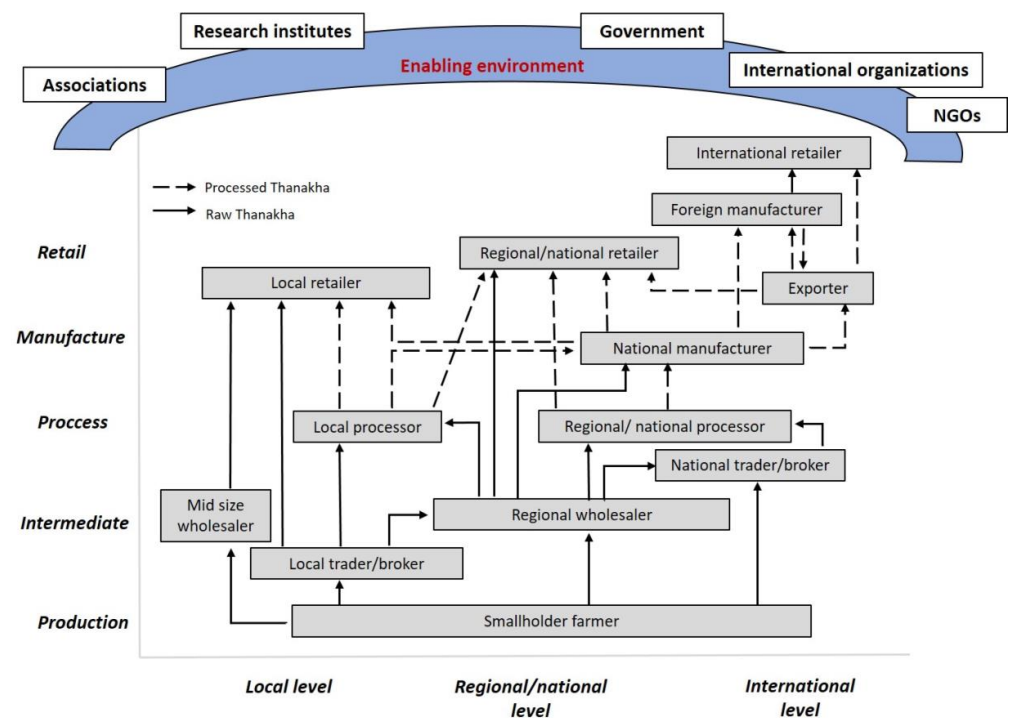 Research institutes
Government
Associations
Enabling environment
International organizations
NGOs
International retailer
Processed Thanakha
Raw Thanakha
Foreign manufacturer
Retail
Regional/national retailer
Local retailer
Exporter
Manufacture
National manufacturer
Proccess
Local processor
Regional/ national processor
National trader/broker
Intermediate
Mid size
wholesaler
Regional wholesaler
Local trader/broker
Production
Smallholder farmer
Local level
Regional/national
level
International
level